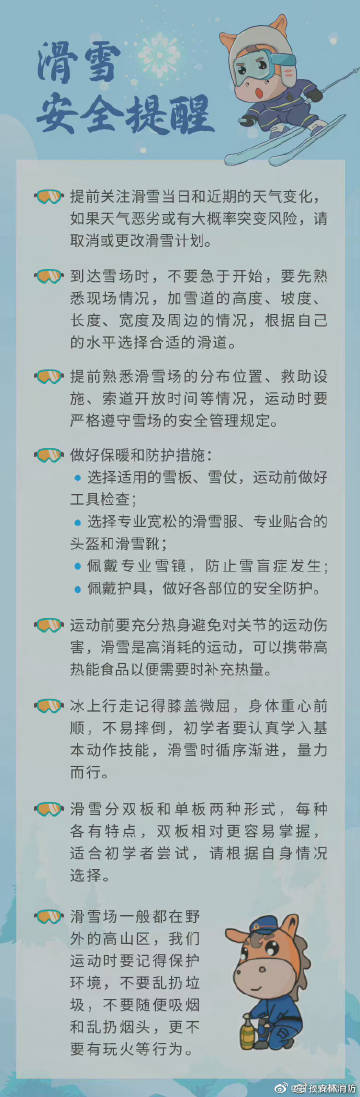 滑雪
安全提醒
提前关注滑雪当日和近期的天气变化，
如果天气恶劣或有大概率突变风险，请
取消或更改滑雪计划。
到达雪场时，不要急于开始，要先熟
悉现场情况，加雪道的高度、坡度、
长度、宽度及周边的情况，根据自己
的水平选择合适的滑道。
提前熟悉滑雪场的分布位置、救助设
施、索道开放时间等情况，运动时要
严格遵守雪场的安全管理规定。
做好保暖和防护措施：
• 选择适用的雪板、雪仗，运动前做好
工具检查；
• 选择专业宽松的滑雪服、专业贴合的
头盔和滑雪靴；
• 佩戴专业雪镜，防止雪盲症发生；
• 佩戴护具，做好各部位的安全防护。
运动前要充分热身避免对关节的运动伤
害，滑雪是高消耗的运动，可以携带高
热能食品以便需要时补充热量。
冰上行走记得膝盖微屈，身体重心前
顺，不易摔倒，初学者要认真学入基
本动作技能，滑雪时循序渐进，量力
而行。
滑雪分双板和单板两种形式，每种
各有特点，双板相对更容易掌握，
适合初学者尝试，请根据自身情况
选择。
滑雪场一般都在野
外的高山区，我们
运动时要记得保护
环境，不要乱扔垃
圾，不要随便吸烟
和乱扔烟头，更不
要有玩火等行为。